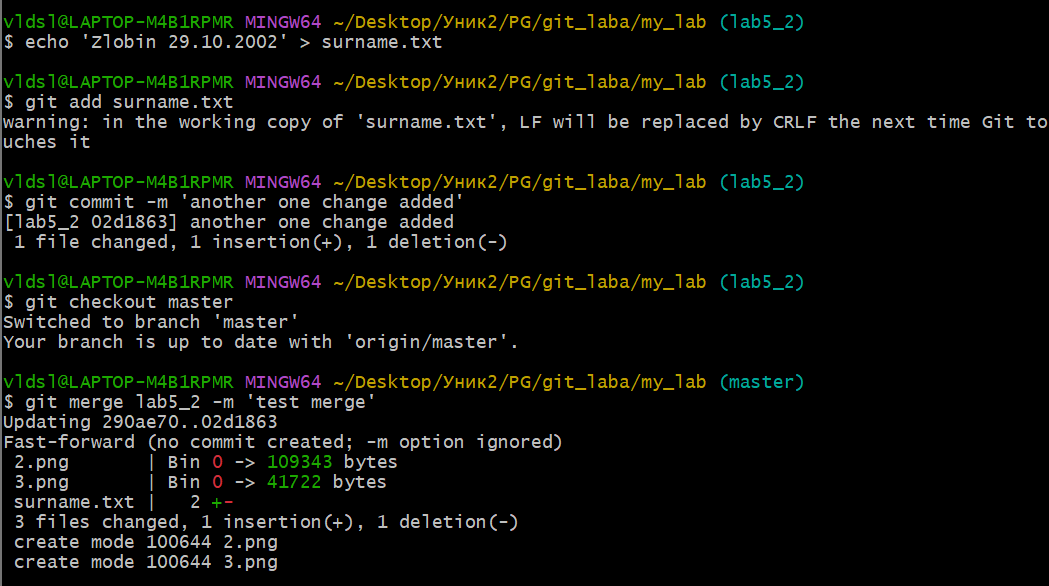 vldsl@LAPTOP-M4B1RPMR MINGW64 ~/Desktop/Уник2/PG/git_laba/my_lab (lab5_2)
$ echo 'Zlobin 29.10.2002' > surname.txt
vldsl@LAPTOP-M4B1RPMR MINGW64 ~/Desktop/Уник2/PG/git_laba/my_lab (lab5_2)
$ git add surname.txt
warning: in the working copy of 'surname.txt', LF will be replaced by CRLF the next time Git to
uches it
vldsl@LAPTOP-M4B1RPMR MINGW64 ~/Desktop/Уник2/PG/git_laba/my_lab (lab5_2)
$ git commit -m 'another one change added'
[lab5_2 02d1863] another one change added
 1 file changed, 1 insertion(+), 1 deletion(-)
vldsl@LAPTOP-M4B1RPMR MINGW64 ~/Desktop/Уник2/PG/git_laba/my_lab (lab5_2)
$ git checkout master
Switched to branch 'master'
Your branch is up to date with 'origin/master'.
vldsl@LAPTOP-M4B1RPMR MINGW64 ~/Desktop/Уник2/PG/git_laba/my_lab (master)
$ git merge lab5_2 -m 'test merge'
Updating 290ae70..02d1863
Fast-forward (no commit created; -m option ignored)
 2.png       | Bin 0 -> 109343 bytes
 3.png       | Bin 0 -> 41722 bytes
 surname.txt |   2 +-
 3 files changed, 1 insertion(+), 1 deletion(-)
 create mode 100644 2.png
 create mode 100644 3.png